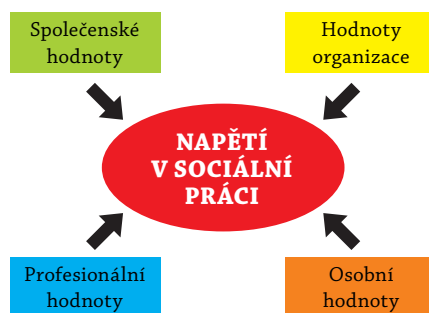 Společenské
hodnoty
Hodnoty
organizace
NAPĚTÍ
V SOCIÁLNÍ
PRÁCI
Profesionální
hodnoty
Osobní
hodnoty